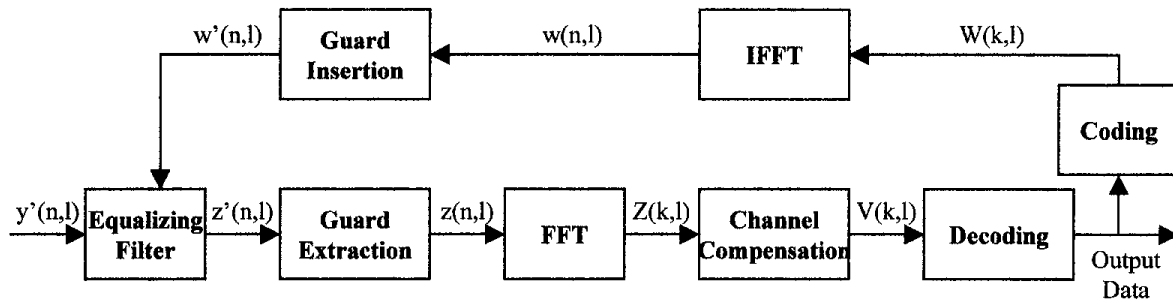 w'(n,l)
Guard
Insertion
w(n,l)
IFFT
W(k,l)
Coding
y'(n,l)
Equalizing
Filter
z'(n,l)
Guard
Extraction
z(n,l)
FFT
Z(k,l)
Channel
Compensation
V(k,l)
Decoding
Output
Data